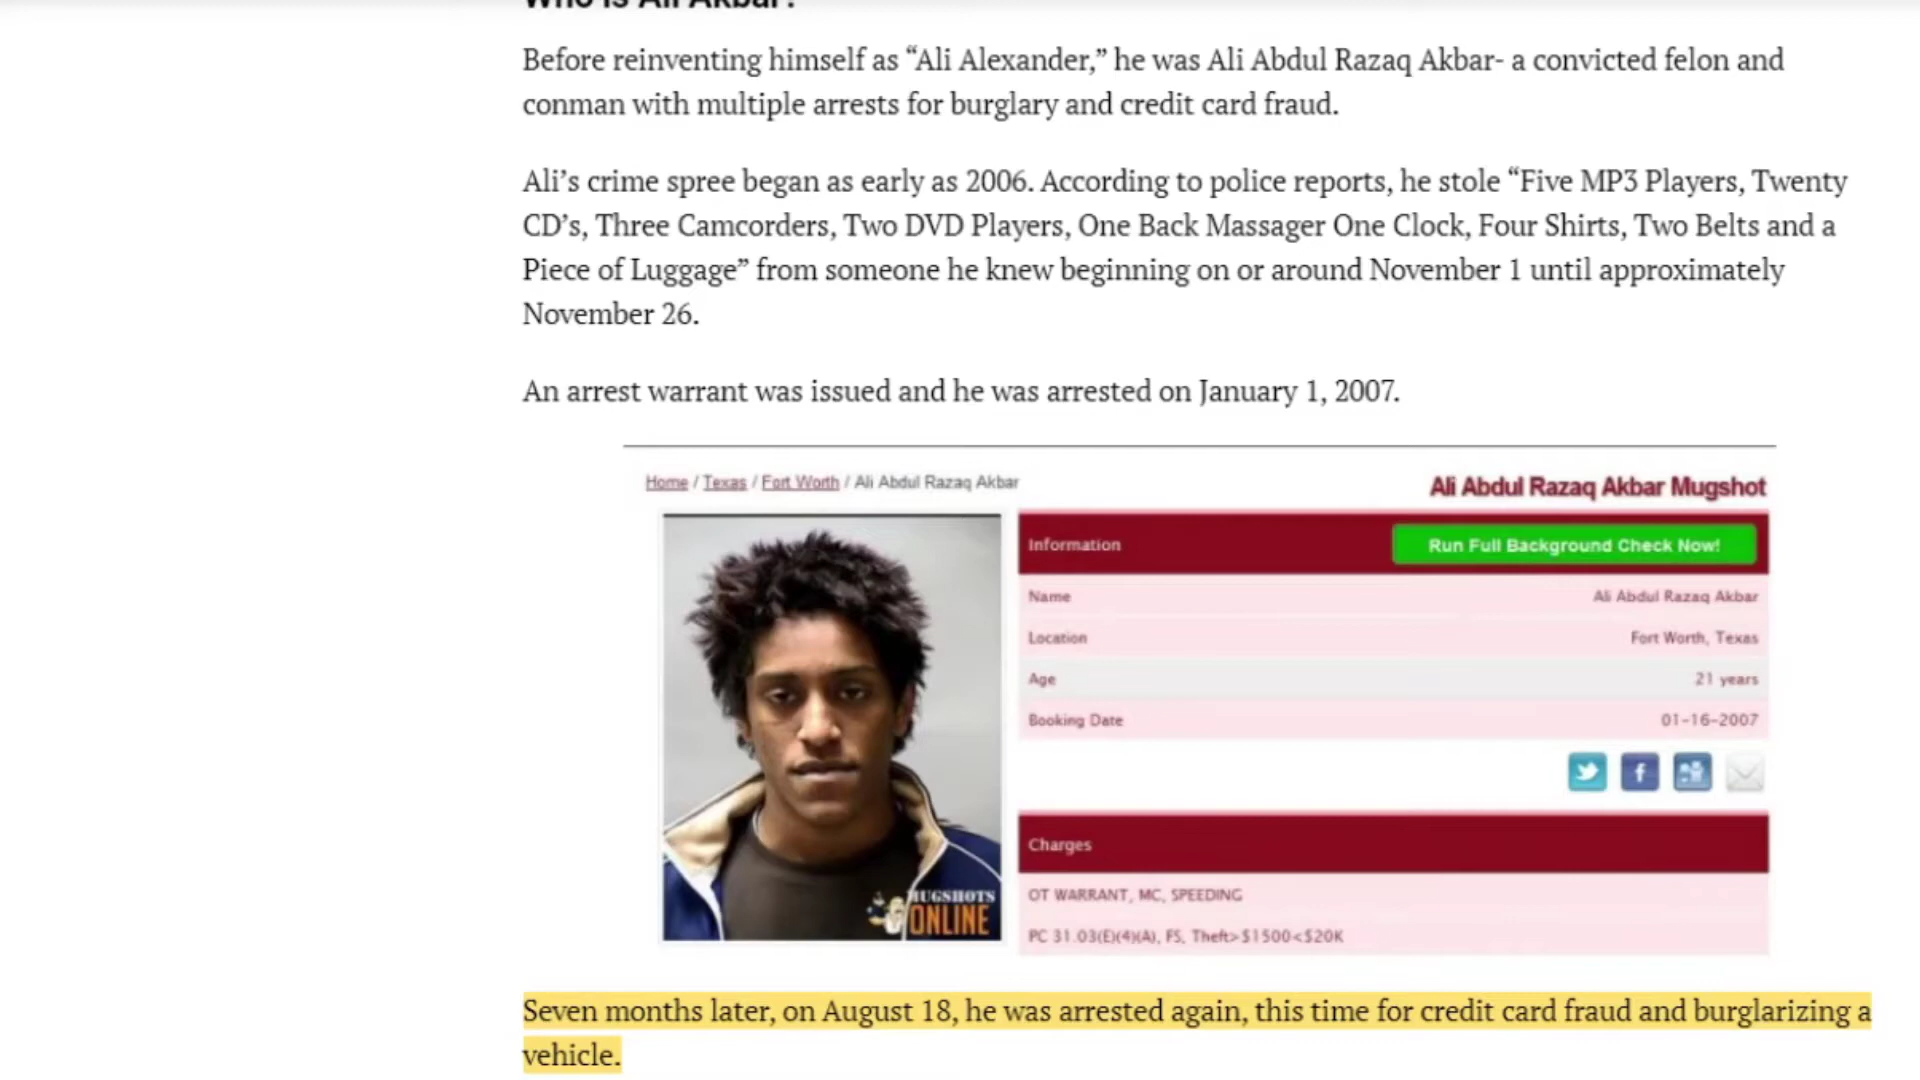 Who is Ali Akbar?
Before reinventing himself as “Ali Alexander,” he was Ali Abdul Razaq Akbar- a convicted felon and
conman with multiple arrests for burglary and credit card fraud.
Ali’s crime spree began as early as 2006. According to police reports, he stole “Five MP3 Players, Twenty
CD’s, Three Camcorders, Two DVD Players, One Back Massager One Clock, Four Shirts, Two Belts and a
Piece of Luggage” from someone he knew beginning on or around November 1 until approximately
November 26.
An arrest warrant was issued and he was arrested on January 1, 2007.
Home / Texas / Fort Worth / Ali Abdul Razaq Akbar
Ali Abdul Razaq Akbar Mugshot
Information
Run Full Background Check Now!
Name Ali Abdul Razaq Akbar
Location Fort Worth, Texas
Age 21 years
Booking Date 01-16-2007
Charges
OT WARRANT, MC, SPEEDING
PC 31.03(E)(4)(A), FS, Theft>$1500<$20K
MUGSHOTS
ONLINE
Seven months later, on August 18, he was arrested again, this time for credit card fraud and burglarizing a
vehicle.